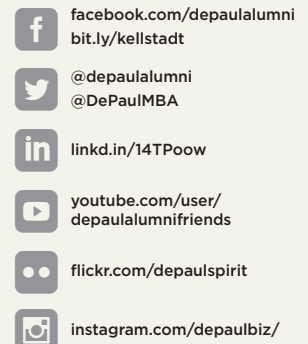 facebook.com/depaulalumni
bit.ly/kellstadt
@depaulalumni
@DePaulMBA
linkd.in/14TPoow
youtube.com/user/
depaulalumnifriends
flickr.com/depaulspirit
instagram.com/depaulbiz/